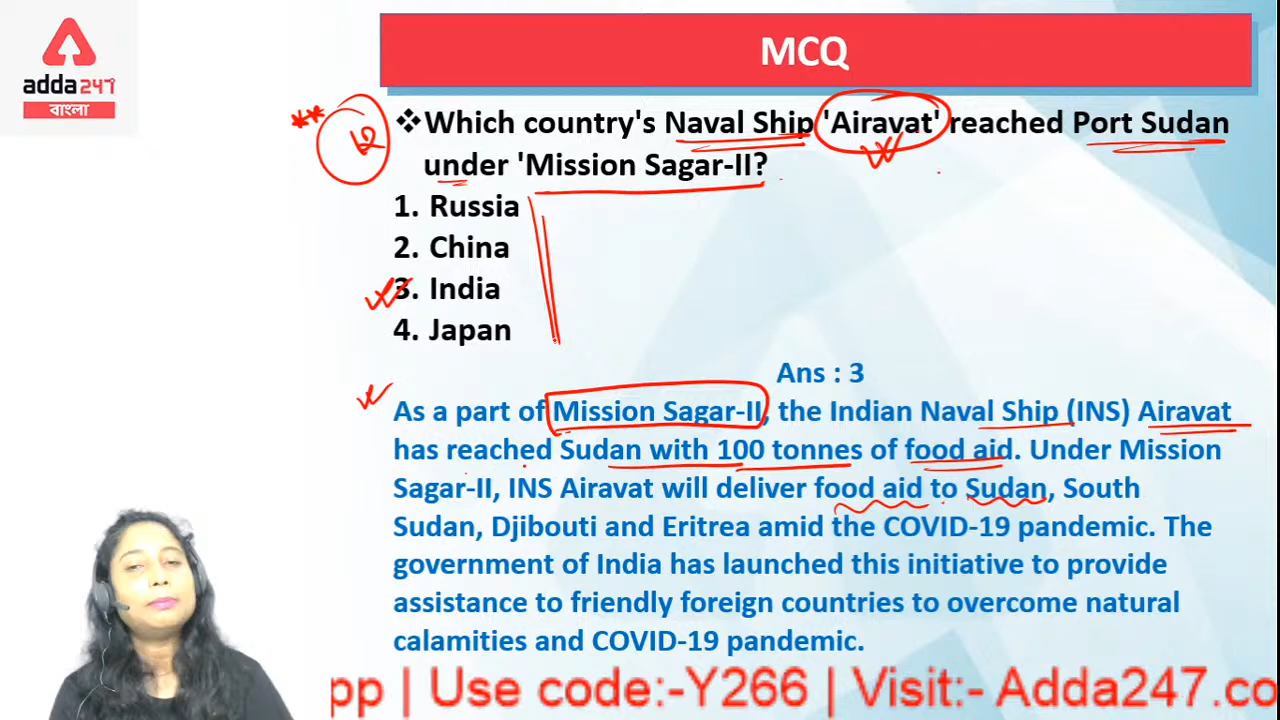 adda247
বাংলা
MCQ
** 12
❖Which country's Naval Ship 'Airavat' reached Port Sudan
under 'Mission Sagar-II?
1. Russia
2. China
3. India
4. Japan
Ans : 3
As a part of Mission Sagar-II, the Indian Naval Ship (INS) Airavat
has reached Sudan with 100 tonnes of food aid. Under Mission
Sagar-II, INS Airavat will deliver food aid to Sudan, South
Sudan, Djibouti and Eritrea amid the COVID-19 pandemic. The
government of India has launched this initiative to provide
assistance to friendly foreign countries to overcome natural
calamities and COVID-19 pandemic.
pp | Use code:-Y266 | Visit:- Adda247.co